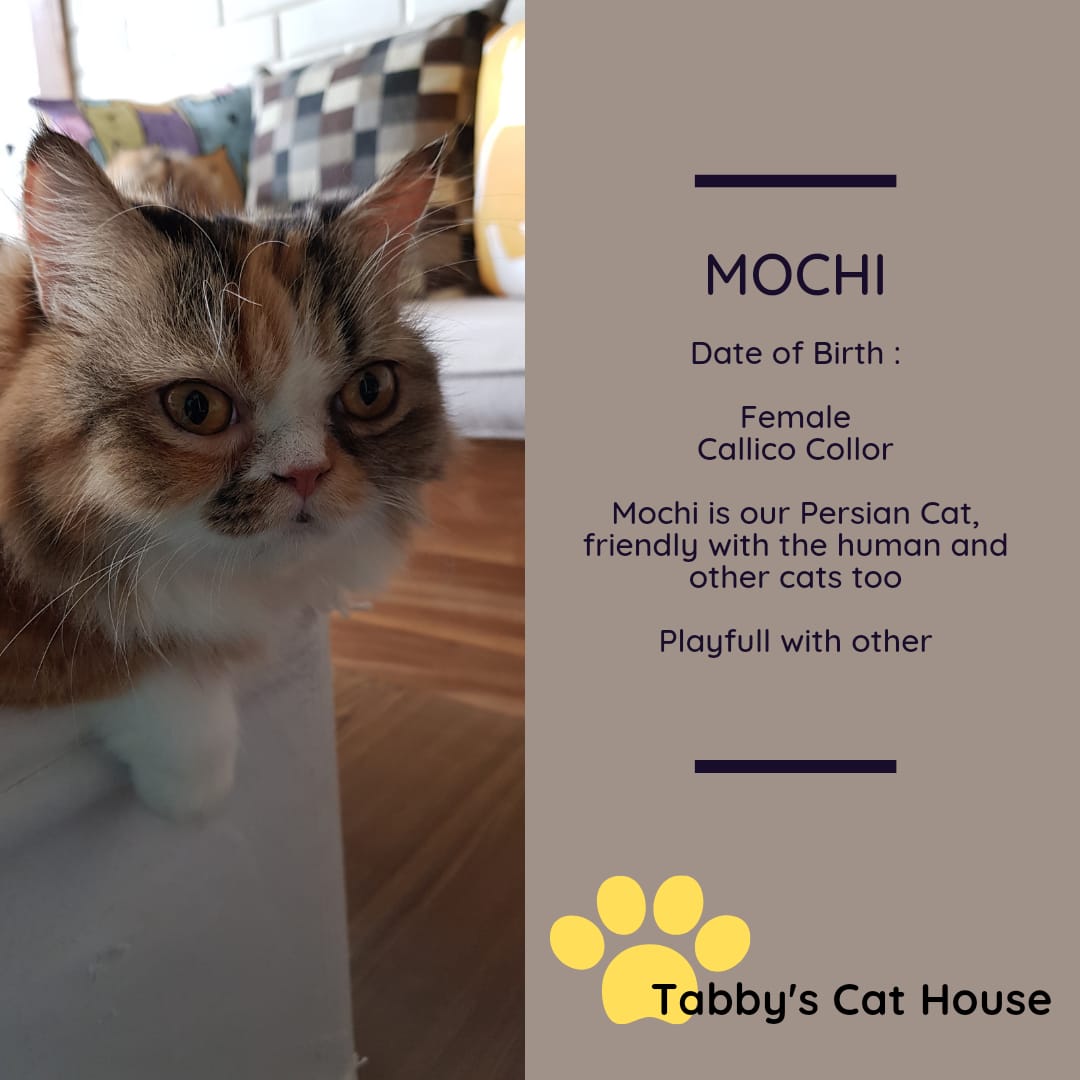 MOCHI
Date of Birth :
Female
Callico Collor
Mochi is our Persian Cat,
friendly with the human and
other cats too
Playfull with other
Tabby's Cat House